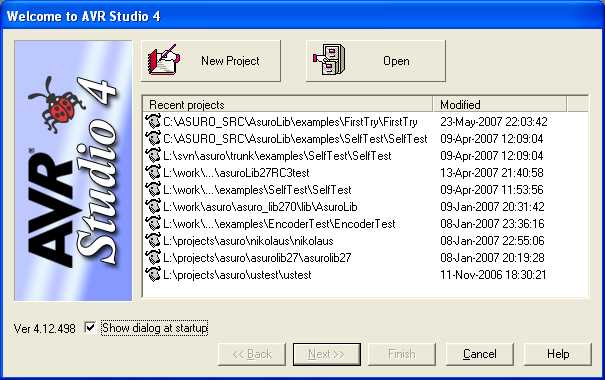 Welcome to AVR Studio 4
New Project
Open
AVR®
Studio 4
Recent projects Modified
C:\ASURO_SRC\AsuroLib\examples\FirstTry\FirstTry 23-May-2007 22:03:42
C:\ASURO_SRC\AsuroLib\examples\SelfTest\SelfTest 09-Apr-2007 12:09:04
L:\svn\asuro\trunk\examples\SelfTest\SelfTest 09-Apr-2007 12:09:04
L:\work\...\asuroLib27RC3test 13-Apr-2007 21:40:58
L:\work\...\examples\SelfTest\SelfTest 09-Apr-2007 11:53:56
L:\work\asuro\asuro_lib270\lib\AsuroLib 09-Jan-2007 20:31:42
L:\work\...\examples\EncoderTest\EncoderTest 08-Jan-2007 23:36:16
L:\projects\asuro\nikolaus\nikolaus 08-Jan-2007 22:55:06
L:\projects\asuro\asurolib27\asurolib27 08-Jan-2007 20:19:28
L:\projects\asuro\ustest\ustest 11-Nov-2006 18:30:21
Ver 4.12.498 Show dialog at startup
<< Back Next >> Finish Cancel Help